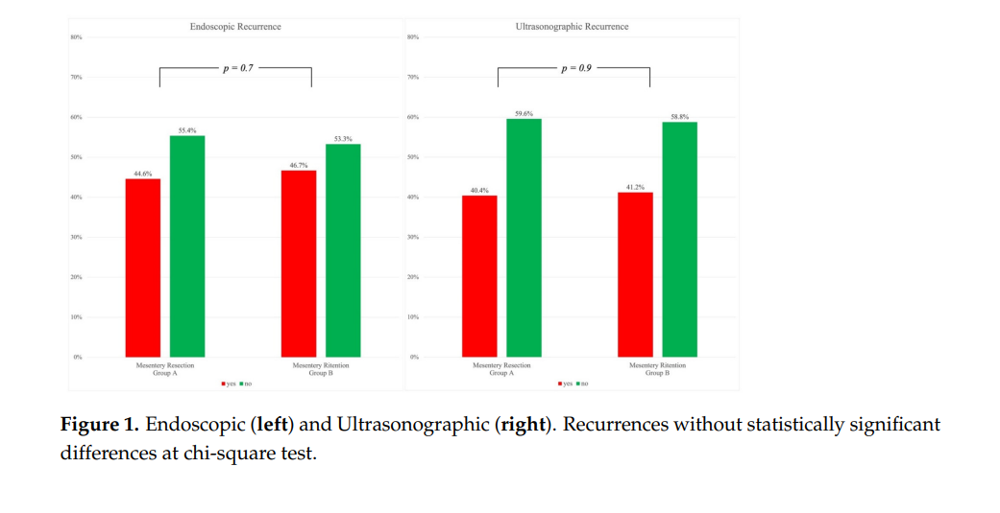 Endoscopic Recurrence
80%
70%
60%
50%
40%
30%
20%
10%
0%
p = 0.7
44.6%
55.4%
46.7%
53.3%
Mesentery Resection
Group A
Mesentery Ritention
Group B
yes no
Ultrasonographic Recurrence
80%
70%
60%
50%
40%
30%
20%
10%
0%
p = 0.9
40.4%
59.6%
41.2%
58.8%
Mesentery Resection
Group A
Mesentery Ritention
Group B
yes no
Figure 1. Endoscopic (left) and Ultrasonographic (right). Recurrences without statistically significant
differences at chi-square test.